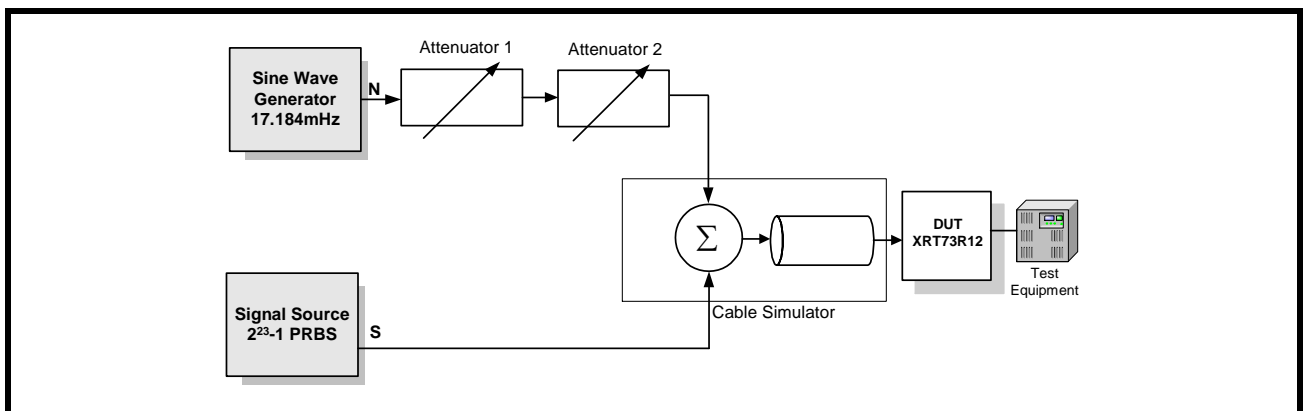 Attenuator 1
Attenuator 2
Sine Wave
Generator
17.184mHz
N
Σ
DUT
XRT73R12
Test
Equipment
Cable Simulator
Signal Source
2²³-1 PRBS
S